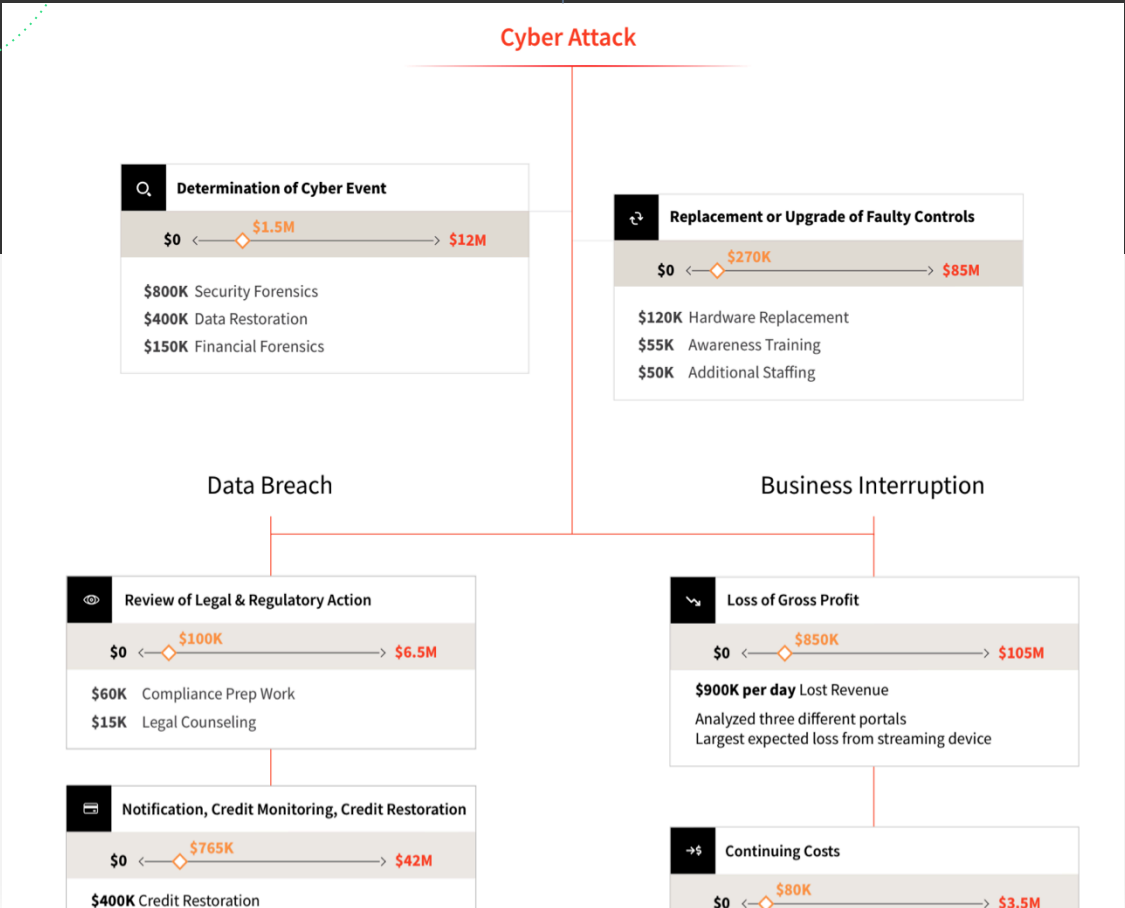 Cyber Attack
Determination of Cyber Event
$1.5M
$0 $12M
$800K Security Forensics
$400K Data Restoration
$150K Financial Forensics
Replacement or Upgrade of Faulty Controls
$270K
$0 $85M
$120K Hardware Replacement
$55K Awareness Training
$50K Additional Staffing
Data Breach
Review of Legal & Regulatory Action
$100K
$0 $6.5M
$60K Compliance Prep Work
$15K Legal Counseling
Notification, Credit Monitoring, Credit Restoration
$765K
$0 $42M
$400K Credit Restoration
Business Interruption
Loss of Gross Profit
$850K
$0 $105M
$900K per day Lost Revenue
Analyzed three different portals
Largest expected loss from streaming device
Continuing Costs
$80K
$0 $3.5M